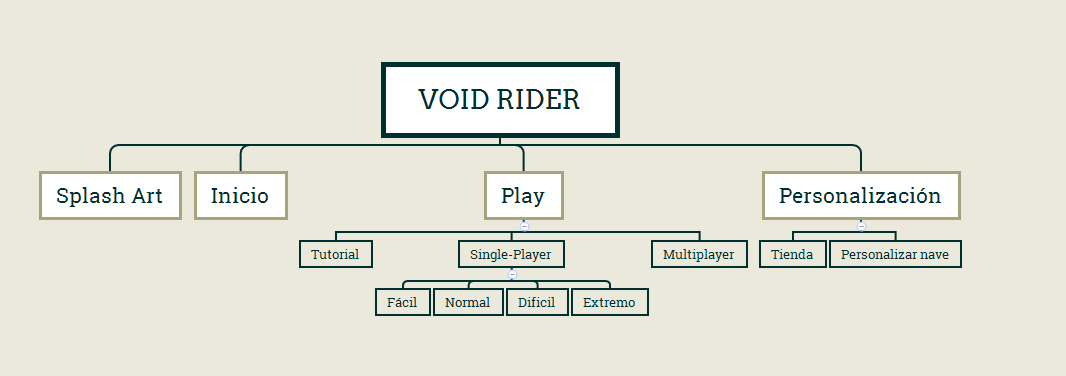 VOID RIDER
Splash Art
Inicio
Play
Personalización
Tutorial
Single-Player
Multiplayer
Tienda
Personalizar nave
Fácil
Normal
Dificil
Extremo